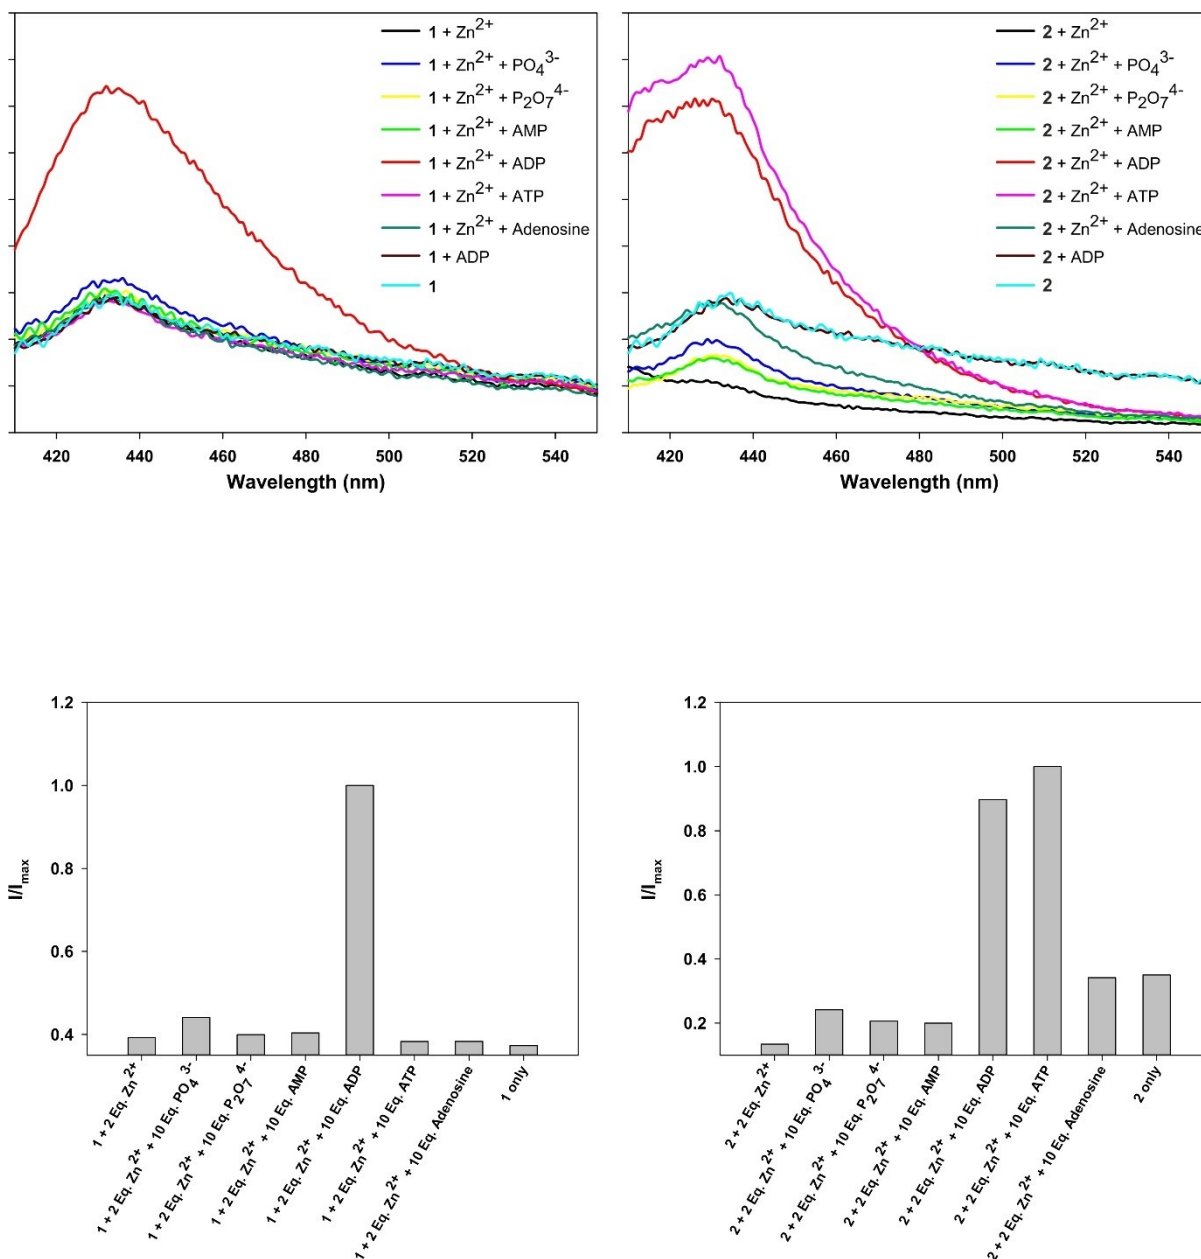 1 + Zn2+
1 + Zn2+ + PO43-
1 + Zn2+ + P2O74-
1 + Zn2+ + AMP
1 + Zn2+ + ADP
1 + Zn2+ + ATP
1 + Zn2+ + Adenosine
1 + ADP
1
420 440 460 480 500 520 540
Wavelength (nm)
2 + Zn2+
2 + Zn2+ + PO43-
2 + Zn2+ + P2O74-
2 + Zn2+ + AMP
2 + Zn2+ + ADP
2 + Zn2+ + ATP
2 + Zn2+ + Adenosine
2 + ADP
2
420 440 460 480 500 520 540
Wavelength (nm)
1.2
1.0
0.8
0.6
0.4
I/Imax
1 + 2 Eq. Zn2+
1 + 2 Eq. Zn2+ + 10 Eq. PO43-
1 + 2 Eq. Zn2+ + 10 Eq. P2O74-
1 + 2 Eq. Zn2+ + 10 Eq. AMP
1 + 2 Eq. Zn2+ + 10 Eq. ADP
1 + 2 Eq. Zn2+ + 10 Eq. ATP
1 + 2 Eq. Zn2+ + 10 Eq. Adenosine
1 only
1.2
1.0
0.8
0.6
0.4
0.2
I/Imax
2 + 2 Eq. Zn2+
2 + 2 Eq. Zn2+ + 10 Eq. PO43-
2 + 2 Eq. Zn2+ + 10 Eq. P2O74-
2 + 2 Eq. Zn2+ + 10 Eq. AMP
2 + 2 Eq. Zn2+ + 10 Eq. ADP
2 + 2 Eq. Zn2+ + 10 Eq. ATP
2 + 2 Eq. Zn2+ + 10 Eq. Adenosine
2 only